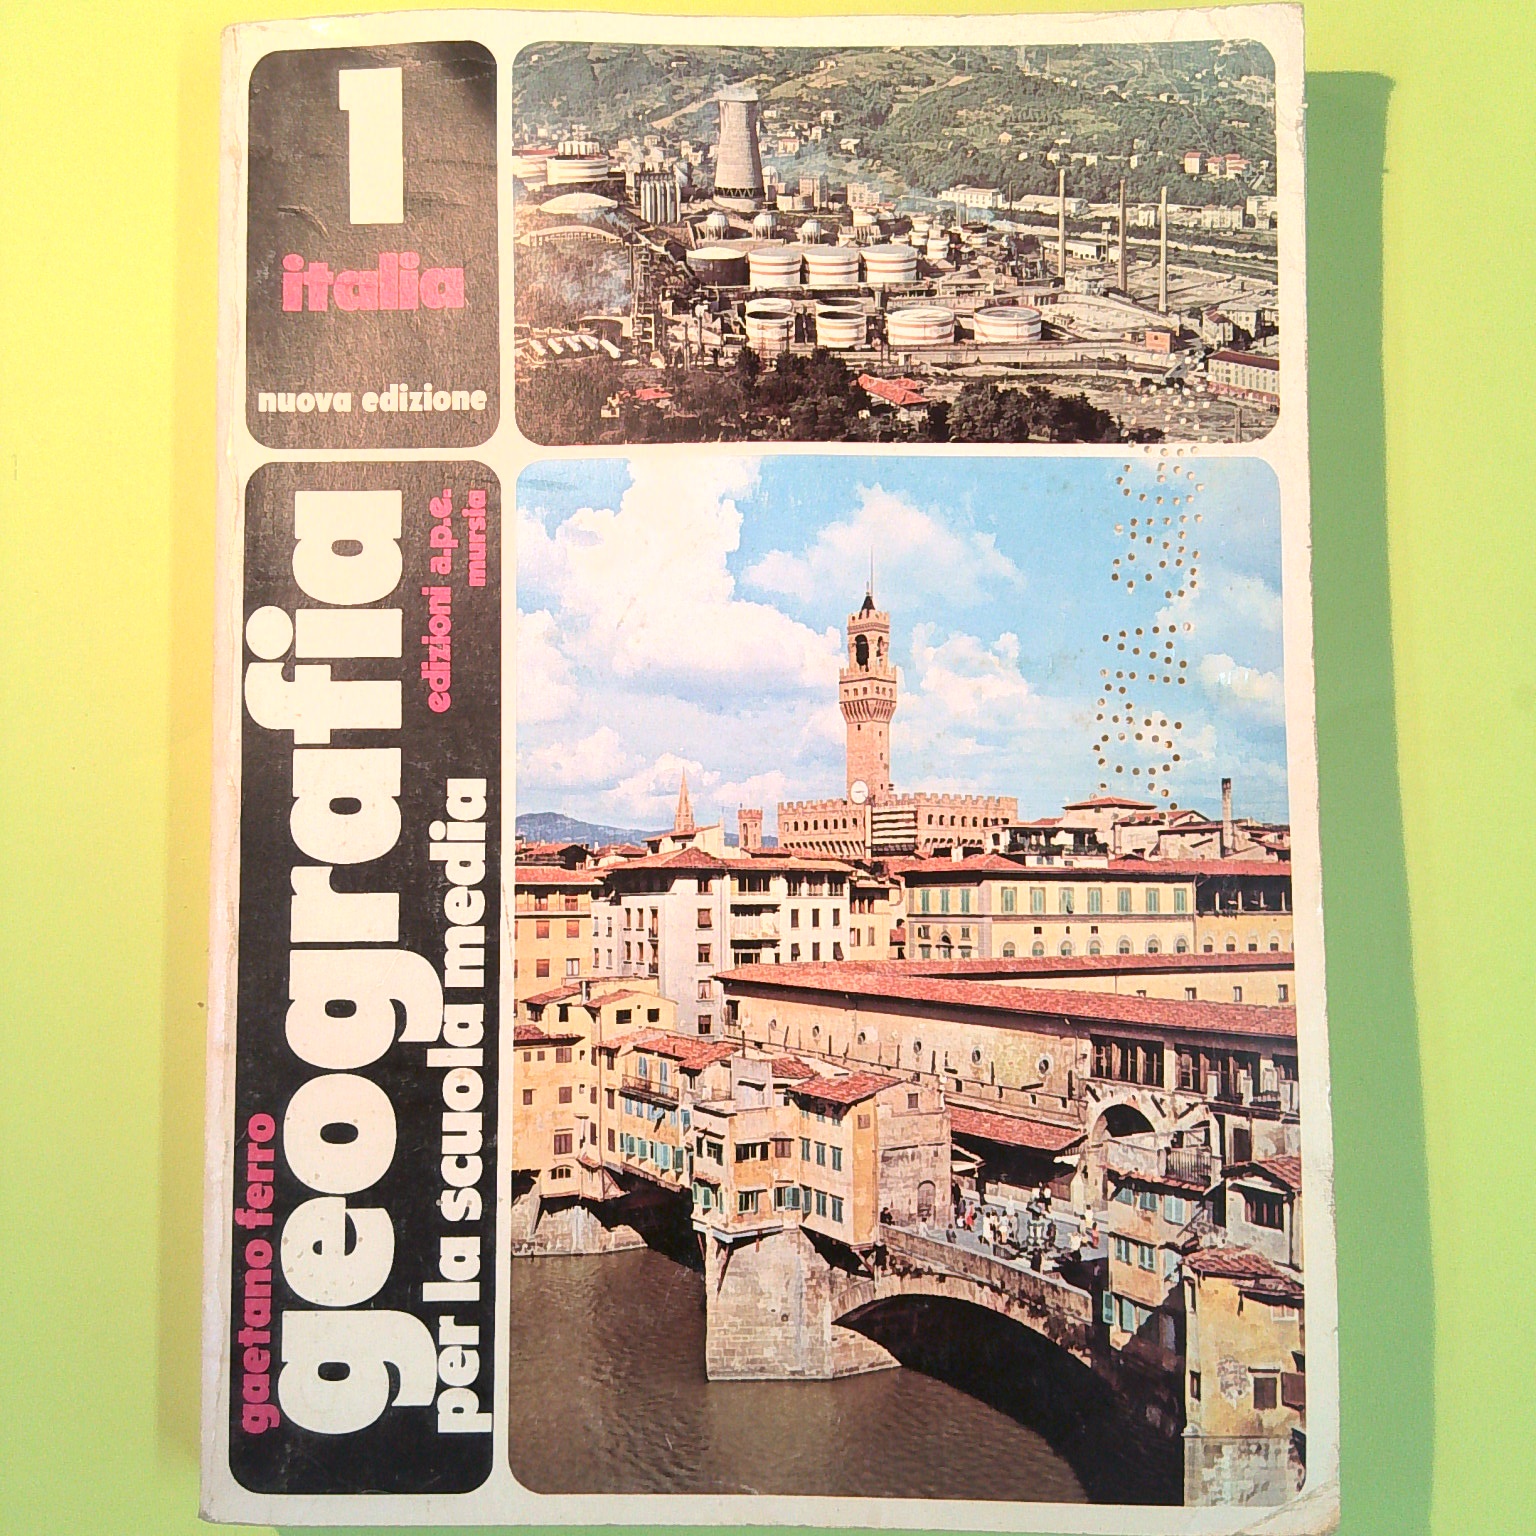 1
italia
nuova edizione
gaetano ferro
geografia
per la scuola media
edizioni a.p.e.
mursia